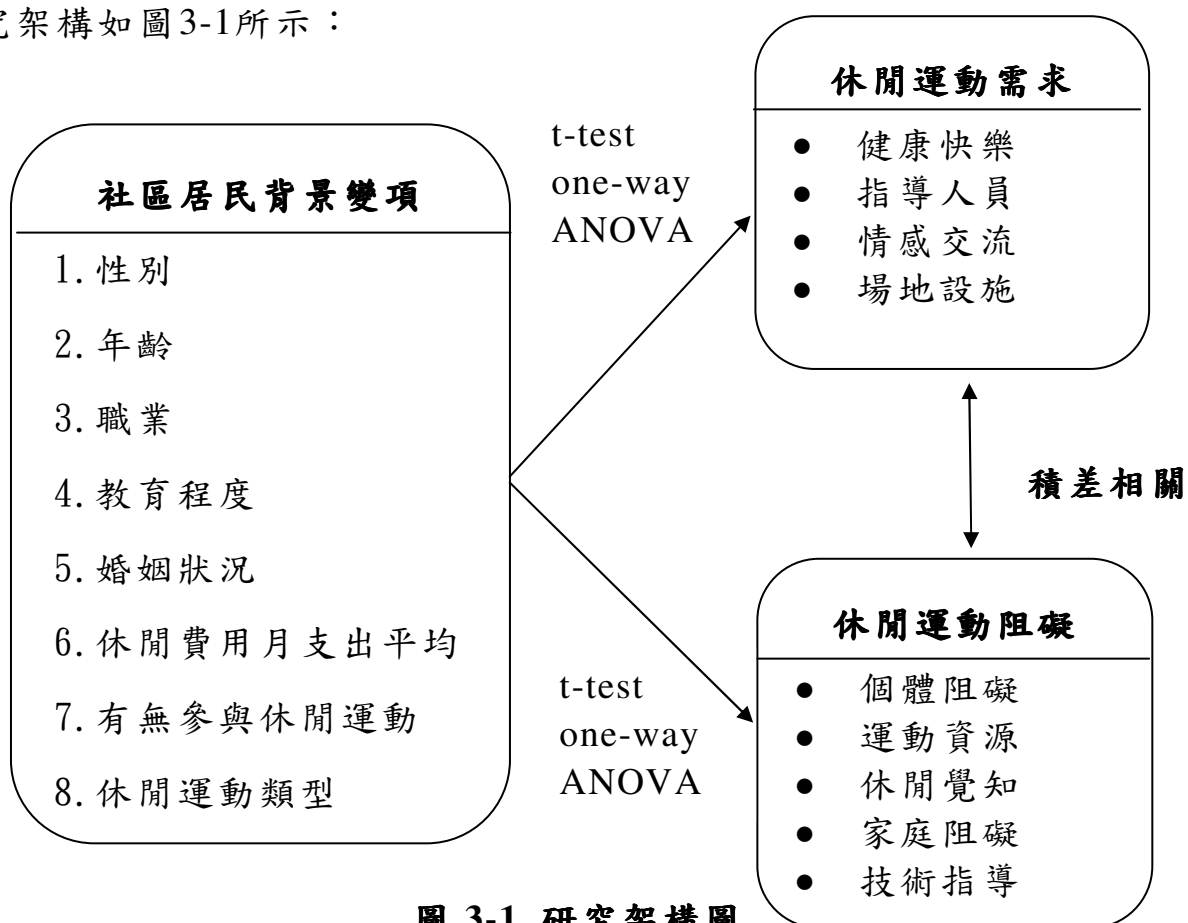 究架構如圖3-1所示：
社區居民背景變項
1.性別
2.年齡
3.職業
4.教育程度
5.婚姻狀況
6.休閒費用月支出平均
7.有無參與休閒運動
8.休閒運動類型
t-test
one-way
ANOVA
休閒運動需求
● 健康快樂
● 指導人員
● 情感交流
● 場地設施
積差相關
t-test
one-way
ANOVA
休閒運動阻礙
● 個體阻礙
● 運動資源
● 休閒覺知
● 家庭阻礙
● 技術指導
圖 3-1 研究架構圖